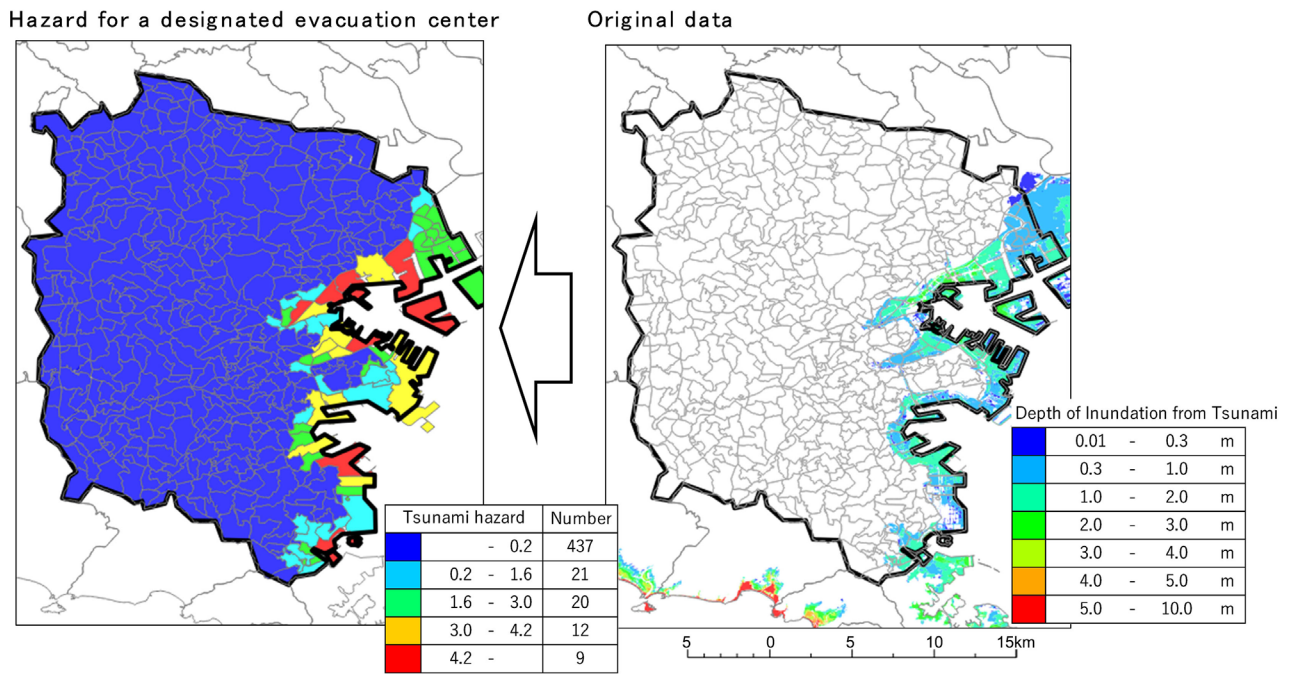 Hazard for a designated evacuation center
Original data
Depth of Inundation from Tsunami
0.01 - 0.3 m
0.3 - 1.0 m
1.0 - 2.0 m
2.0 - 3.0 m
3.0 - 4.0 m
4.0 - 5.0 m
5.0 - 10.0 m
Tsunami hazard Number
- 0.2 437
0.2 - 1.6 21
1.6 - 3.0 20
3.0 - 4.2 12
4.2 - 9
5 0 5 10 15km